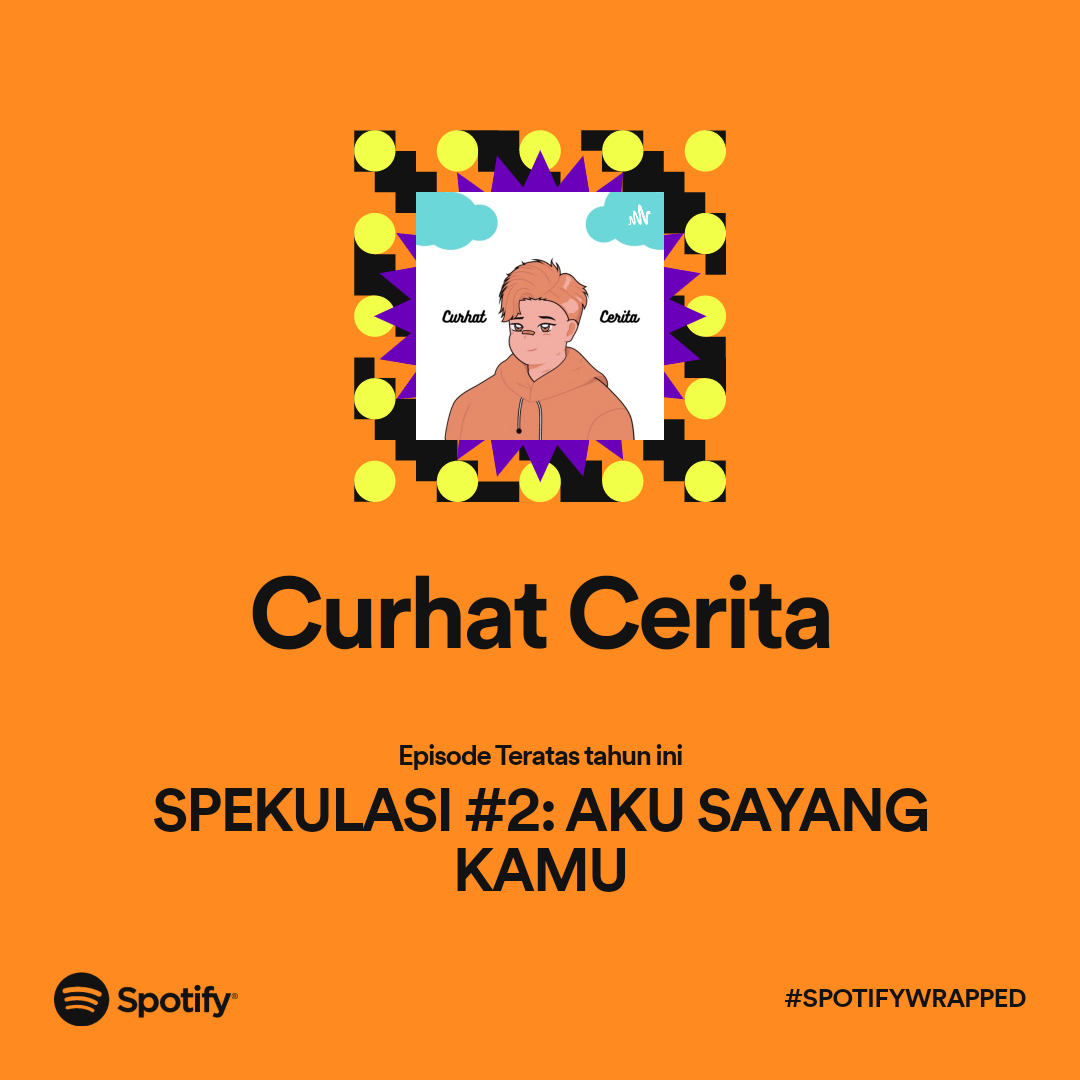 Curhat Cerita
Curhat Cerita
Episode Teratas tahun ini
SPEKULASI #2: AKU SAYANG
KAMU
Spotify®
#SPOTIFYWRAPPED